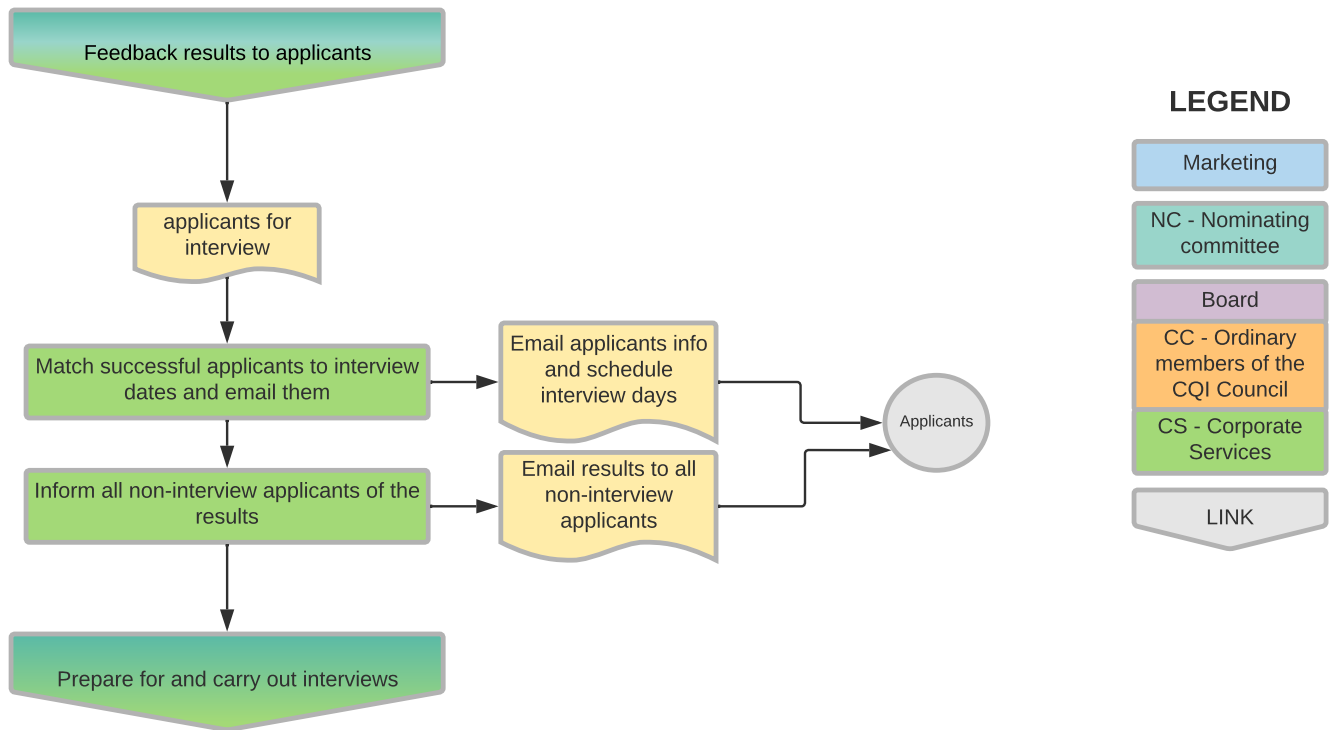 Feedback results to applicants
applicants for
interview
Match successful applicants to interview
dates and email them
Email applicants info
and schedule
interview days
Applicants
Inform all non-interview applicants of the
results
Email results to all
non-interview
applicants
Prepare for and carry out interviews
LEGEND
Marketing
NC - Nominating
committee
Board
CC - Ordinary
members of the
CQI Council
CS - Corporate
Services
LINK